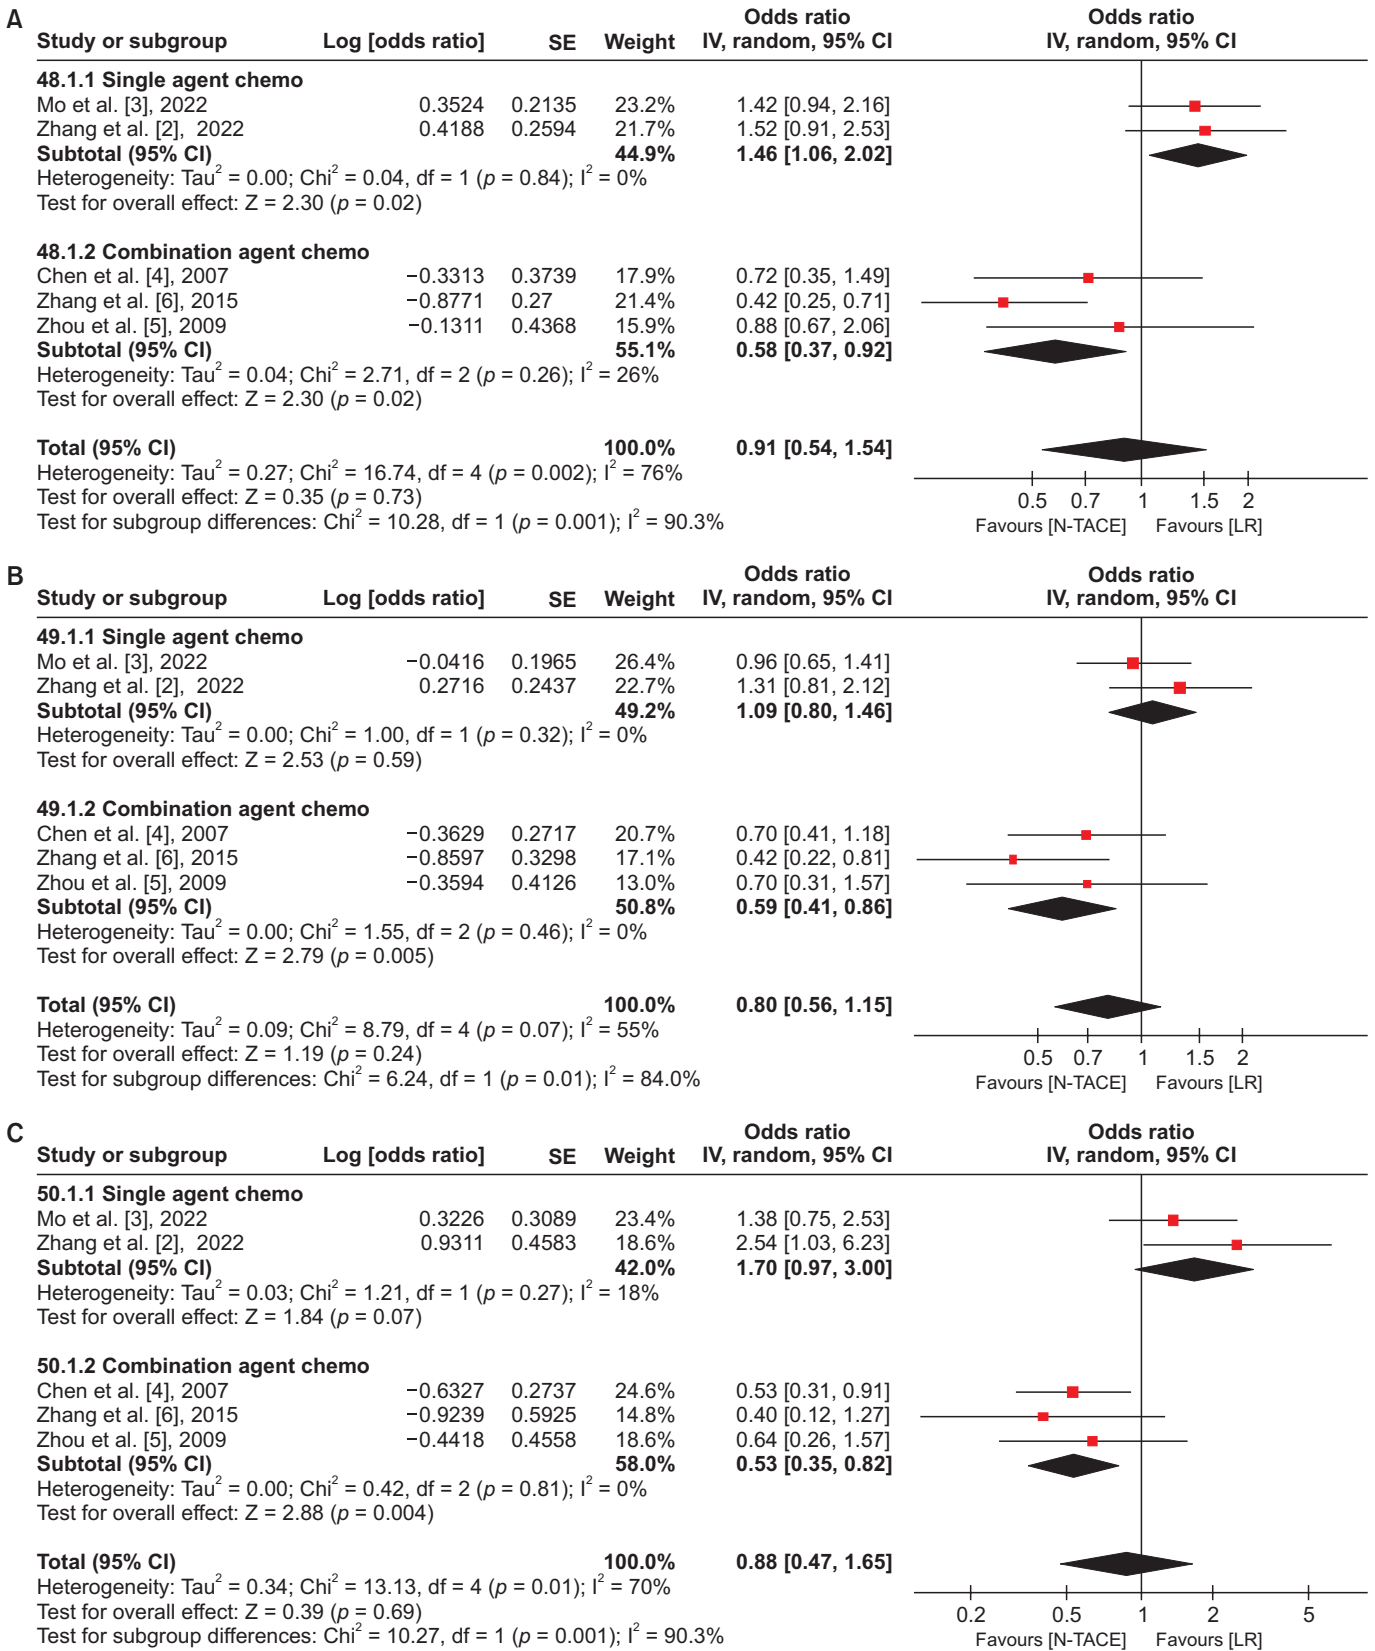 A
Odds ratio Odds ratio
Study or subgroup Log [odds ratio] SE Weight IV, random, 95% CI IV, random, 95% CI
48.1.1 Single agent chemo
Mo et al. [3], 2022 0.3524 0.2135 23.2% 1.42 [0.94, 2.16]
Zhang et al. [2], 2022 0.4188 0.2594 21.7% 1.52 [0.91, 2.53]
Subtotal (95% CI) 44.9% 1.46 [1.06, 2.02]
Heterogeneity: Tau² = 0.00; Chi² = 0.04, df = 1 (p = 0.84); I² = 0%
Test for overall effect: Z = 2.30 (p = 0.02)
48.1.2 Combination agent chemo
Chen et al. [4], 2007 −0.3313 0.3739 17.9% 0.72 [0.35, 1.49]
Zhang et al. [6], 2015 −0.8771 0.27 21.4% 0.42 [0.25, 0.71]
Zhou et al. [5], 2009 −0.1311 0.4368 15.9% 0.88 [0.67, 2.06]
Subtotal (95% CI) 55.1% 0.58 [0.37, 0.92]
Heterogeneity: Tau² = 0.04; Chi² = 2.71, df = 2 (p = 0.26); I² = 26%
Test for overall effect: Z = 2.30 (p = 0.02)
Total (95% CI) 100.0% 0.91 [0.54, 1.54]
Heterogeneity: Tau² = 0.27; Chi² = 16.74, df = 4 (p = 0.002); I² = 76%
Test for overall effect: Z = 0.35 (p = 0.73)
Test for subgroup differences: Chi² = 10.28, df = 1 (p = 0.001); I² = 90.3%
0.5 0.7 1 1.5 2
Favours [N-TACE] Favours [LR]
B
Odds ratio Odds ratio
Study or subgroup Log [odds ratio] SE Weight IV, random, 95% CI IV, random, 95% CI
49.1.1 Single agent chemo
Mo et al. [3], 2022 −0.0416 0.1965 26.4% 0.96 [0.65, 1.41]
Zhang et al. [2], 2022 0.2716 0.2437 22.7% 1.31 [0.81, 2.12]
Subtotal (95% CI) 49.2% 1.09 [0.80, 1.46]
Heterogeneity: Tau² = 0.00; Chi² = 1.00, df = 1 (p = 0.32); I² = 0%
Test for overall effect: Z = 2.53 (p = 0.59)
49.1.2 Combination agent chemo
Chen et al. [4], 2007 −0.3629 0.2717 20.7% 0.70 [0.41, 1.18]
Zhang et al. [6], 2015 −0.8597 0.3298 17.1% 0.42 [0.22, 0.81]
Zhou et al. [5], 2009 −0.3594 0.4126 13.0% 0.70 [0.31, 1.57]
Subtotal (95% CI) 50.8% 0.59 [0.41, 0.86]
Heterogeneity: Tau² = 0.00; Chi² = 1.55, df = 2 (p = 0.46); I² = 0%
Test for overall effect: Z = 2.79 (p = 0.005)
Total (95% CI) 100.0% 0.80 [0.56, 1.15]
Heterogeneity: Tau² = 0.09; Chi² = 8.79, df = 4 (p = 0.07); I² = 55%
Test for overall effect: Z = 1.19 (p = 0.24)
Test for subgroup differences: Chi² = 6.24, df = 1 (p = 0.01); I² = 84.0%
0.5 0.7 1 1.5 2
Favours [N-TACE] Favours [LR]
C
Odds ratio Odds ratio
Study or subgroup Log [odds ratio] SE Weight IV, random, 95% CI IV, random, 95% CI
50.1.1 Single agent chemo
Mo et al. [3], 2022 0.3226 0.3089 23.4% 1.38 [0.75, 2.53]
Zhang et al. [2], 2022 0.9311 0.4583 18.6% 2.54 [1.03, 6.23]
Subtotal (95% CI) 42.0% 1.70 [0.97, 3.00]
Heterogeneity: Tau² = 0.03; Chi² = 1.21, df = 1 (p = 0.27); I² = 18%
Test for overall effect: Z = 1.84 (p = 0.07)
50.1.2 Combination agent chemo
Chen et al. [4], 2007 −0.6327 0.2737 24.6% 0.53 [0.31, 0.91]
Zhang et al. [6], 2015 −0.9239 0.5925 14.8% 0.40 [0.12, 1.27]
Zhou et al. [5], 2009 −0.4418 0.4558 18.6% 0.64 [0.26, 1.57]
Subtotal (95% CI) 58.0% 0.53 [0.35, 0.82]
Heterogeneity: Tau² = 0.00; Chi² = 0.42, df = 2 (p = 0.81); I² = 0%
Test for overall effect: Z = 2.88 (p = 0.004)
Total (95% CI) 100.0% 0.88 [0.47, 1.65]
Heterogeneity: Tau² = 0.34; Chi² = 13.13, df = 4 (p = 0.01); I² = 70%
Test for overall effect: Z = 0.39 (p = 0.69)
Test for subgroup differences: Chi² = 10.27, df = 1 (p = 0.001); I² = 90.3%
0.2 0.5 1 2 5
Favours [N-TACE] Favours [LR]